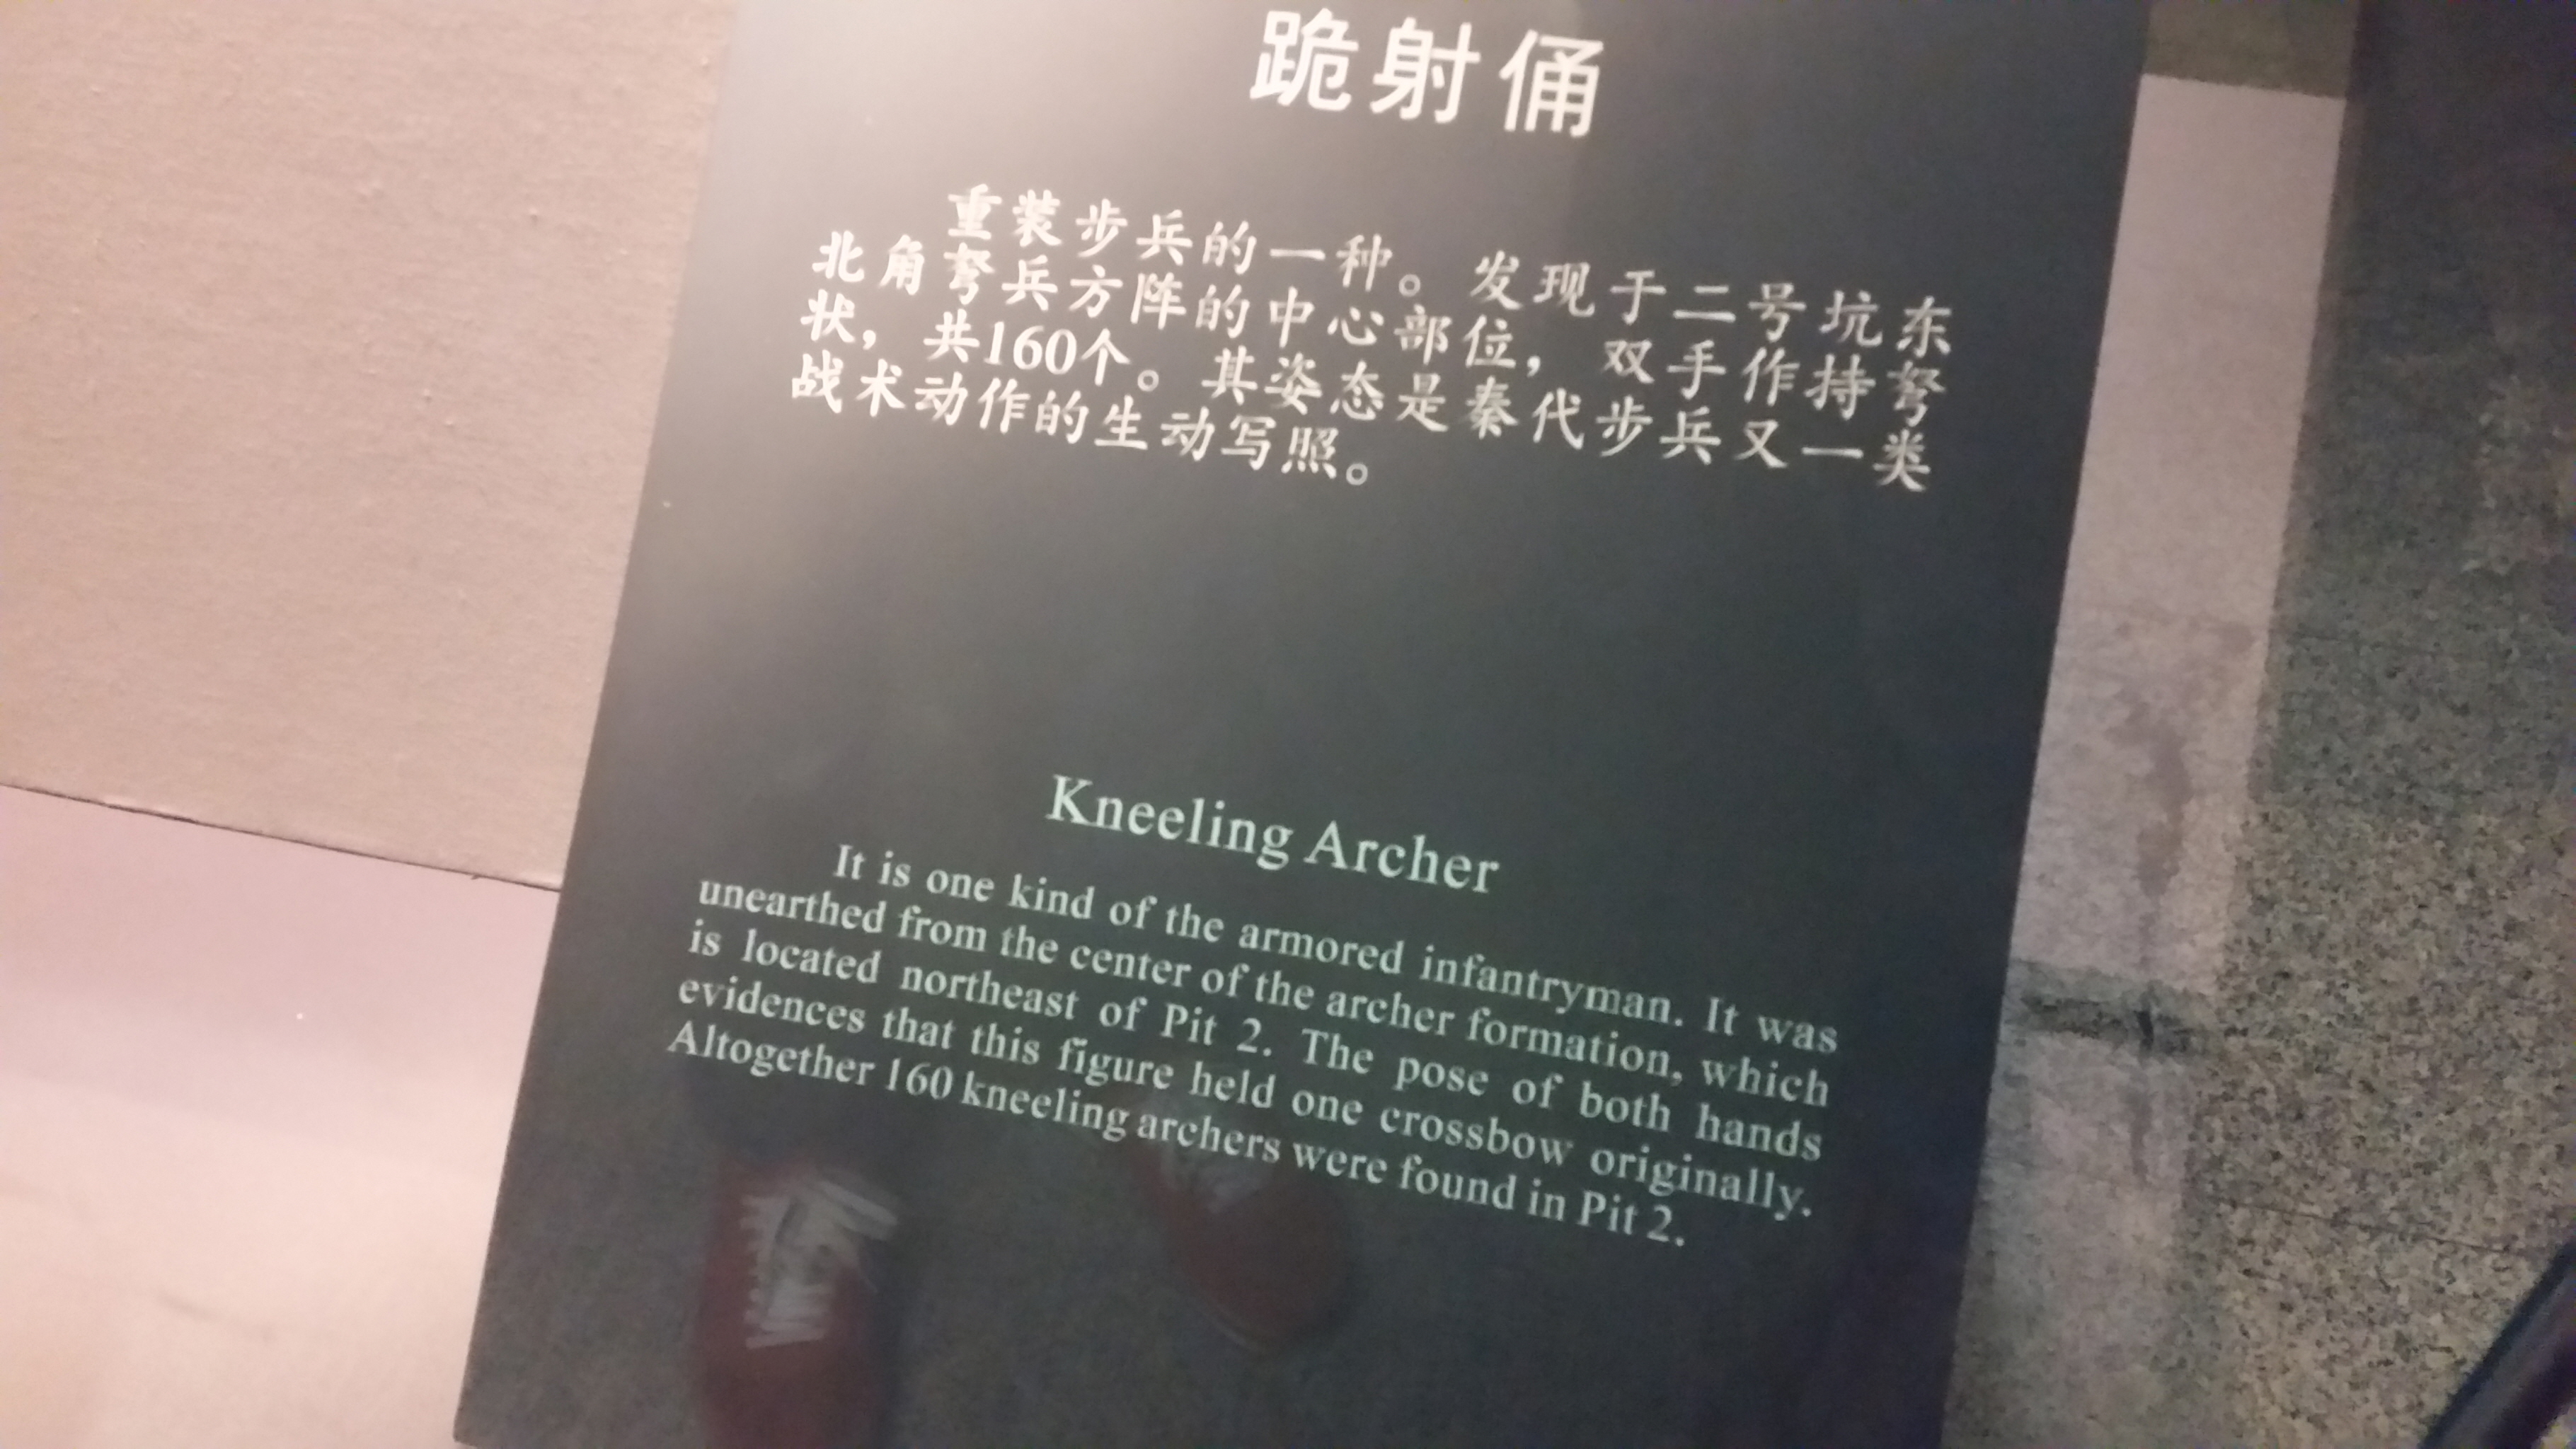 跪射俑
重装步兵的一种。发现于二号坑东
北角弩兵方阵的中心部位，双手作持弩
状，共160个。其姿态是秦代步兵又一类
战术动作的生动写照。
Kneeling Archer
It is one kind of the armored infantryman. It was
unearthed from the center of the archer formation, which
is located northeast of Pit 2. The pose of both hands
evidences that this figure held one crossbow originally.
Altogether 160 kneeling archers were found in Pit 2.